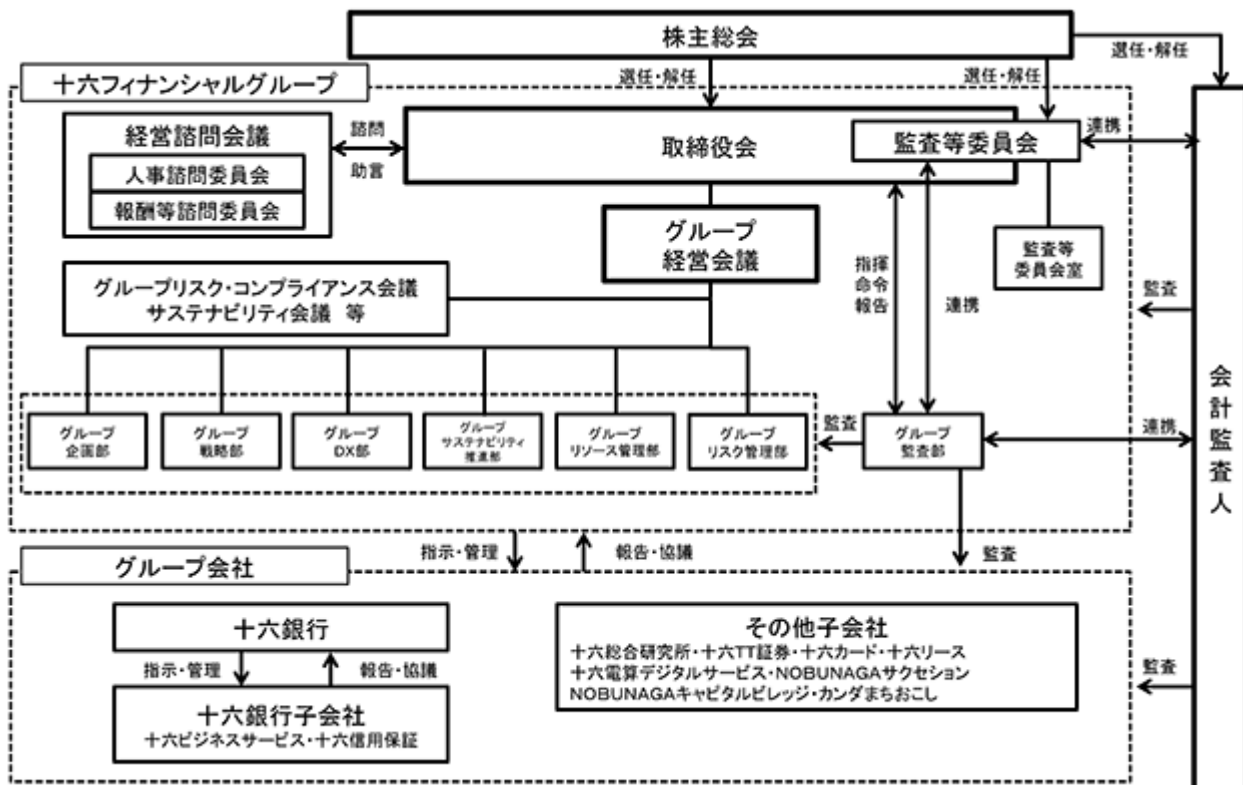 株主総会
選任・解任
選任・解任
選任・解任
十六フィナンシャルグループ
経営諮問会議
人事諮問委員会
報酬等諮問委員会
諮問
助言
取締役会
監査等委員会
連携
グループ
経営会議
監査等
委員会室
グループリスク・コンプライアンス会議
サステナビリティ会議 等
指揮
命令
報告
連携
監査
会計監査人
グループ
企画部
グループ
戦略部
グループ
DX部
グループ
サステナビリティ
推進部
グループ
リソース管理部
グループ
リスク管理部
監査
グループ
監査部
連携
指示・管理
報告・協議
監査
グループ会社
十六銀行
指示・管理
報告・協議
十六銀行子会社
十六ビジネスサービス・十六信用保証
その他子会社
十六総合研究所・十六TT証券・十六カード・十六リース
十六電算デジタルサービス・NOBUNAGAサクセション
NOBUNAGAキャピタルビレッジ・カンダまちおこし
監査